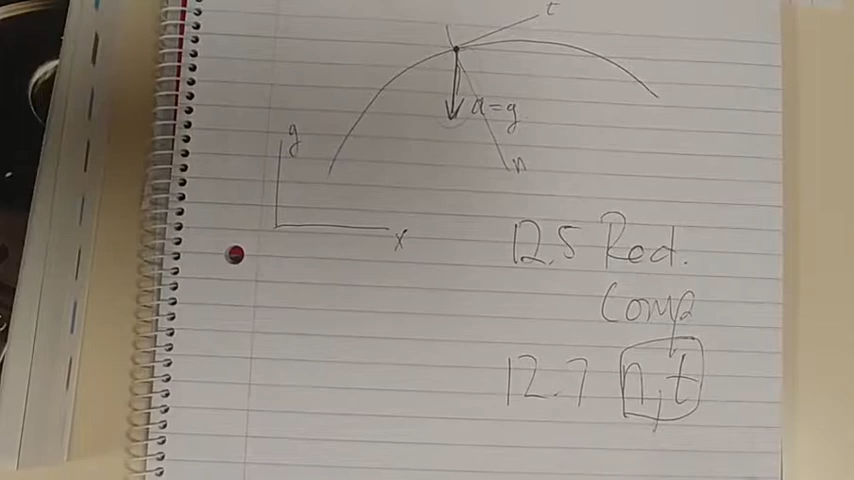 t
a=g
n
y
x
12.5 Rect.
Comp
12.7 n,t